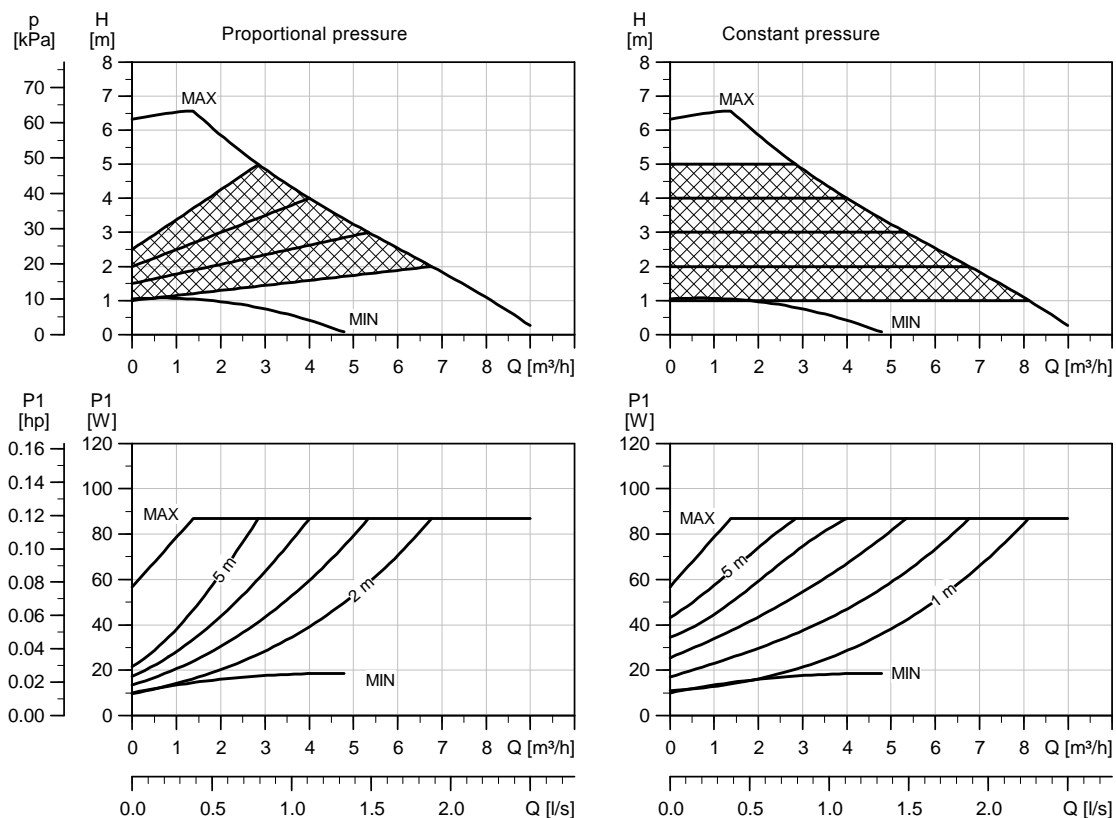 p H H
[kPa] [m] Proportional pressure [m] Constant pressure
8 8
70 7 MAX 7 MAX
60 6 6
50 5 5
40 4 4
30 3 3
20 2 2
10 1 MIN 1 MIN
0 0 0
0 1 2 3 4 5 6 7 8 Q [m³/h] 0 1 2 3 4 5 6 7 8 Q [m³/h]
P1 P1 P1
[hp] [W] [W]
0.16 120 120
0.14 100 100
0.12 MAX MAX
0.10 80 80
0.08 60 5 m 2 m 60 5 m 1 m
0.06
0.04 40 40
0.02 20 MIN 20 MIN
0.00 0 0
0 1 2 3 4 5 6 7 8 Q [m³/h] 0 1 2 3 4 5 6 7 8 Q [m³/h]
0.0 0.5 1.0 1.5 2.0 Q [l/s] 0.0 0.5 1.0 1.5 2.0 Q [l/s]